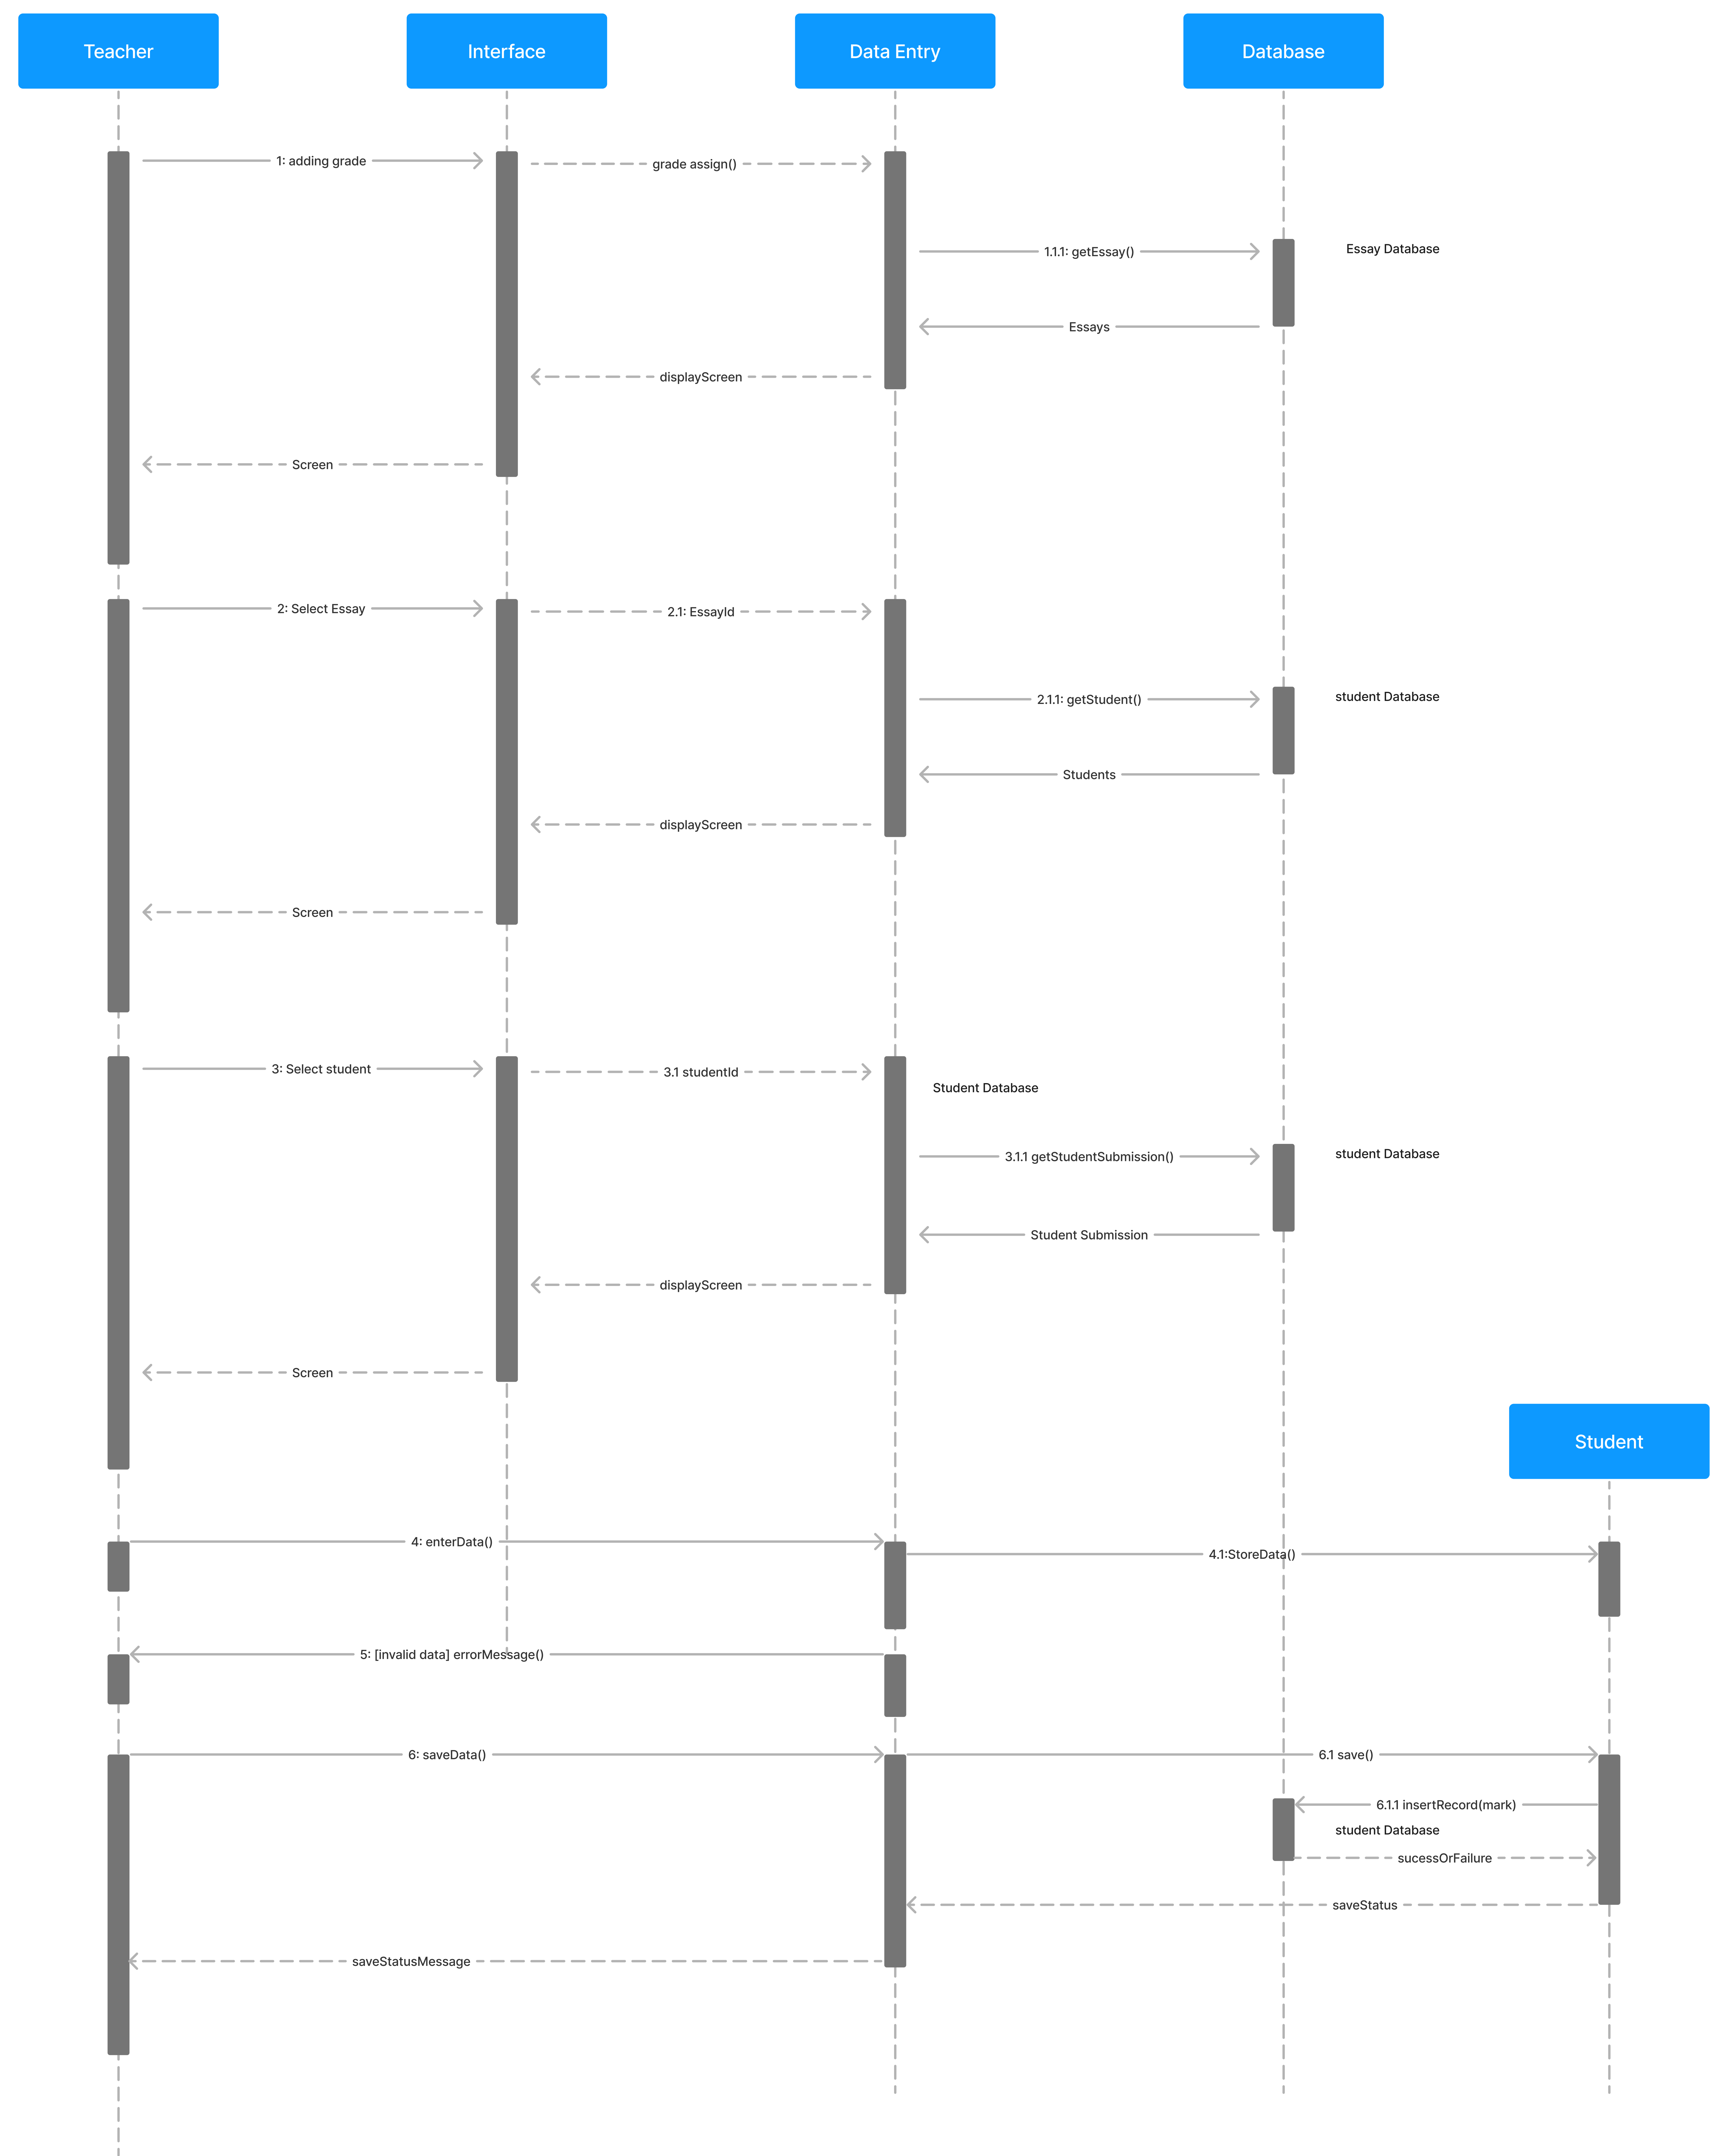 Teacher
Interface
Data Entry
Database
1: adding grade
grade assign()
1.1.1: getEssay()
Essay Database
Essays
displayScreen
Screen
2: Select Essay
2.1: EssayId
2.1.1: getStudent()
student Database
Students
displayScreen
Screen
3: Select student
3.1 studentId
Student Database
3.1.1 getStudentSubmission()
student Database
Student Submission
displayScreen
Screen
Student
4: enterData()
4.1:StoreData()
5: [invalid data] errorMessage()
6: saveData()
6.1 save()
6.1.1 insertRecord(mark)
student Database
sucessOrFailure
saveStatus
saveStatusMessage